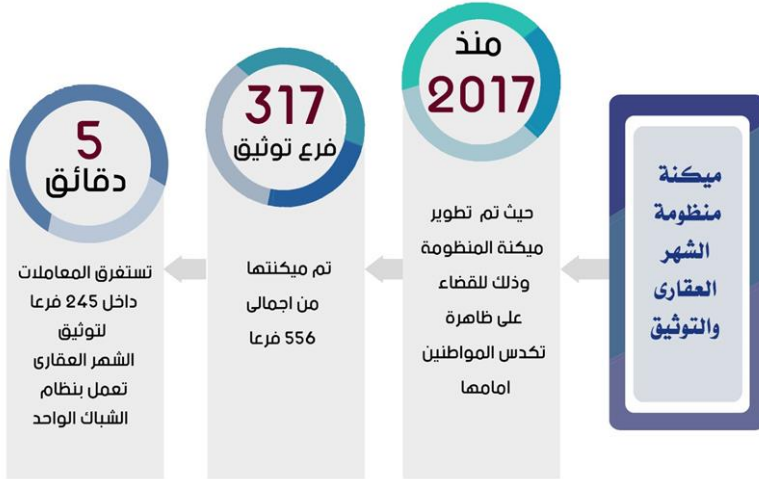 ميكنة
منظومة
الشهر
العقارى
والتوثيق
منذ
2017
حيث تم تطوير
ميكنة المنظومة
وذلك للقضاء
على ظاهرة
تكدس المواطنين
امامها
317
فرع توثيق
تم ميكنتها
من اجمالى
556 فرعا
5
دقائق
تستغرق المعاملات
داخل 245 فرعا
لتوثيق
الشهر العقارى
تعمل بنظام
الشباك الواحد